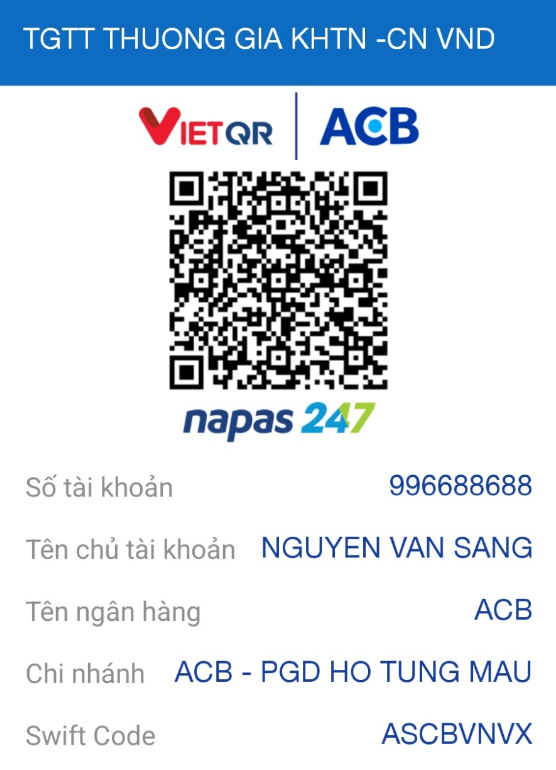 TGTT THUONG GIA KHTN -CN VND
VIETQR ACB
napas 247
Số tài khoản 996688688
Tên chủ tài khoản NGUYEN VAN SANG
Tên ngân hàng ACB
Chi nhánh ACB - PGD HO TUNG MAU
Swift Code ASCBVNVX